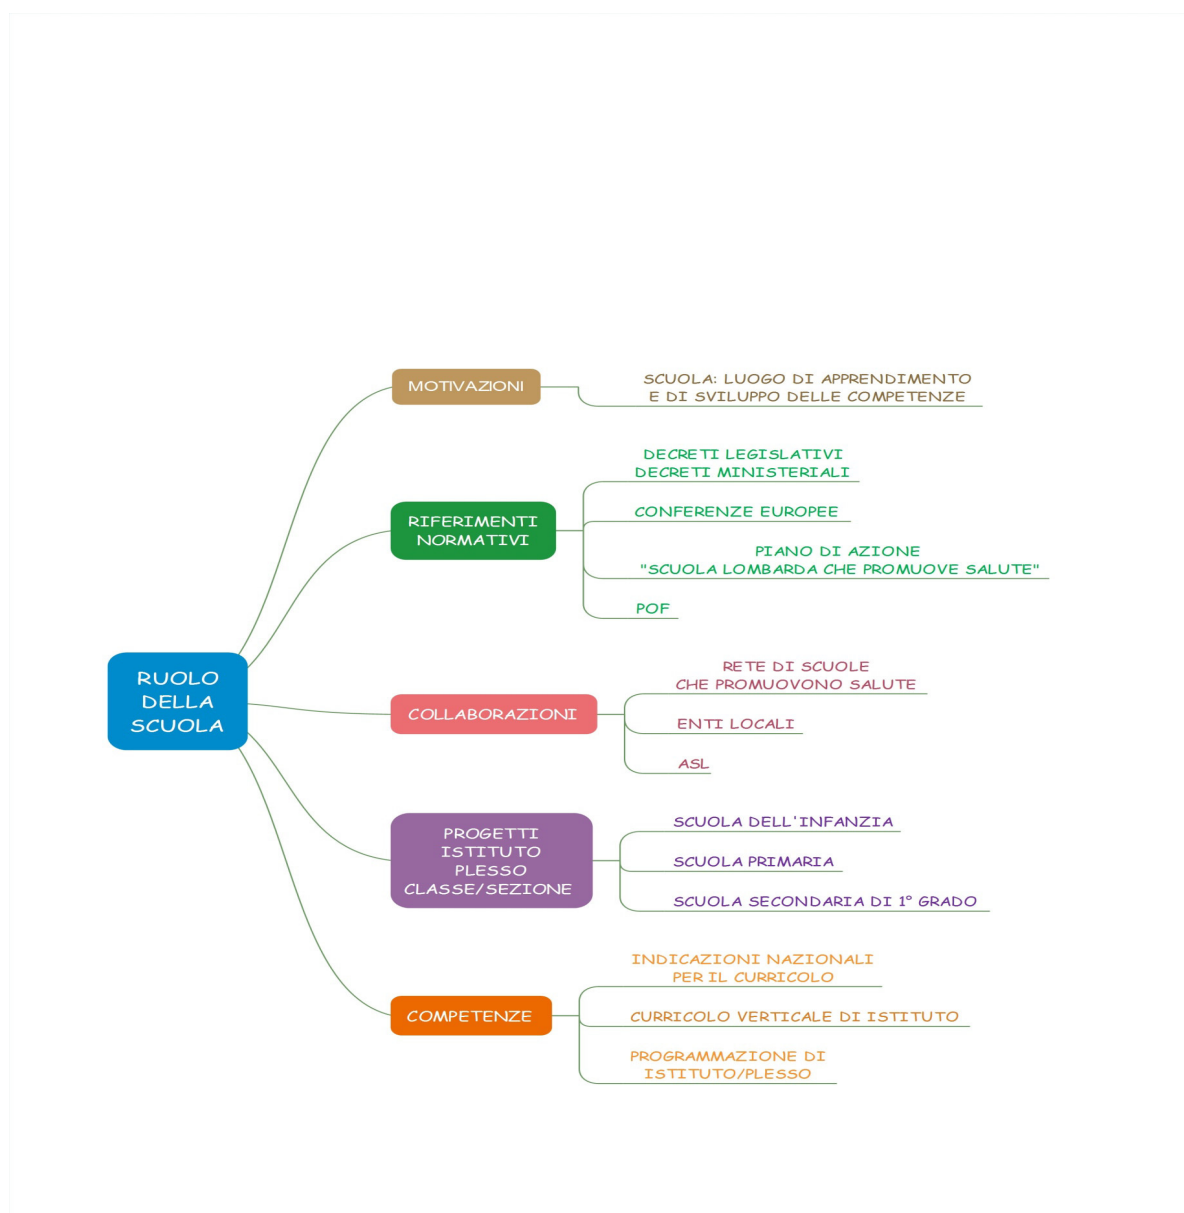 RUOLO
DELLA
SCUOLA
MOTIVAZIONI
SCUOLA: LUOGO DI APPRENDIMENTO
E DI SVILUPPO DELLE COMPETENZE
RIFERIMENTI
NORMATIVI
DECRETI LEGISLATIVI
DECRETI MINISTERIALI
CONFERENZE EUROPEE
PIANO DI AZIONE
"SCUOLA LOMBARDA CHE PROMUOVE SALUTE"
POF
COLLABORAZIONI
RETE DI SCUOLE
CHE PROMUOVONO SALUTE
ENTI LOCALI
ASL
PROGETTI
ISTITUTO
PLESSO
CLASSE/SEZIONE
SCUOLA DELL'INFANZIA
SCUOLA PRIMARIA
SCUOLA SECONDARIA DI 1° GRADO
COMPETENZE
INDICAZIONI NAZIONALI
PER IL CURRICOLO
CURRICOLO VERTICALE DI ISTITUTO
PROGRAMMAZIONE DI
ISTITUTO/PLESSO